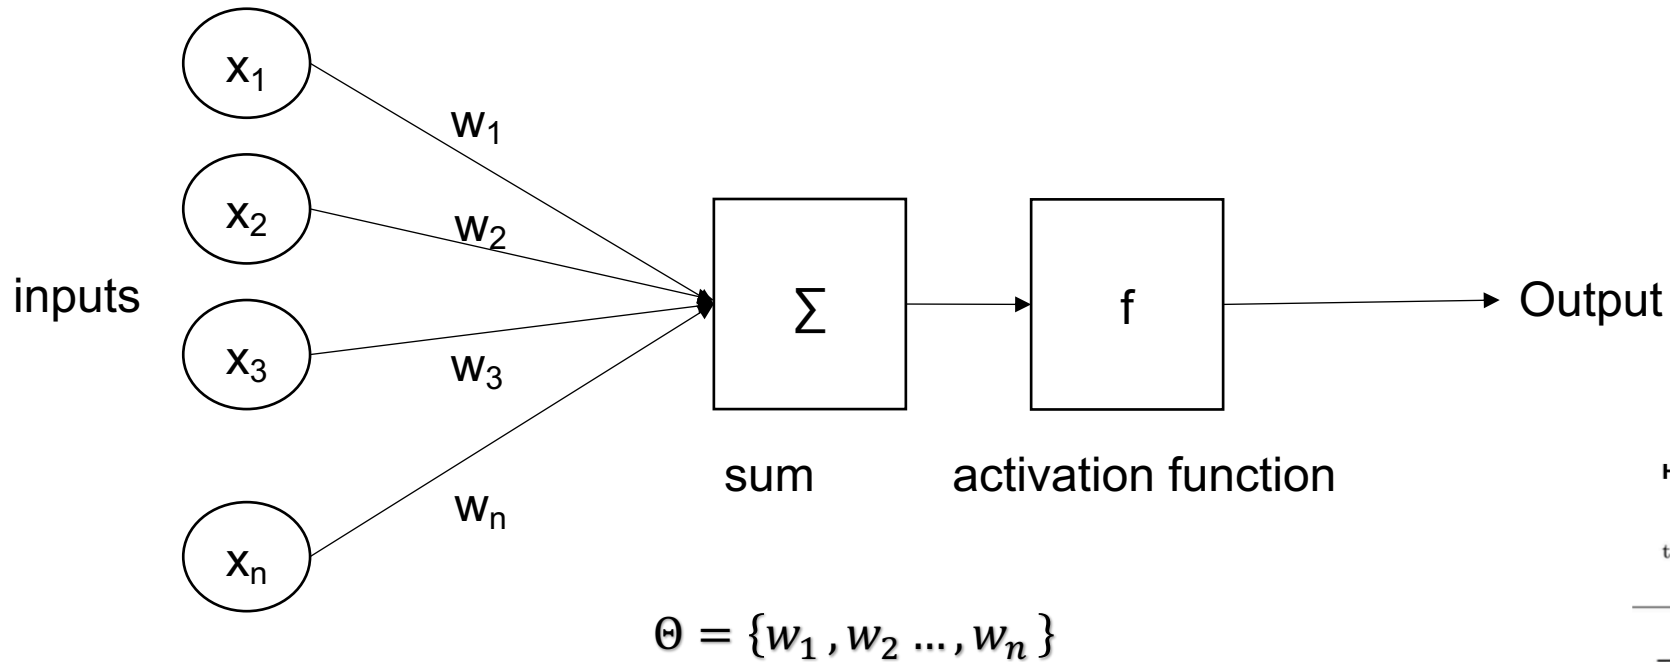 x₁
w₁
x₂
w₂
inputs
Σ
f
Output
x₃
w₃
sum
activation function
wₙ
xₙ
Θ = {w₁ , w₂ ..., wₙ }